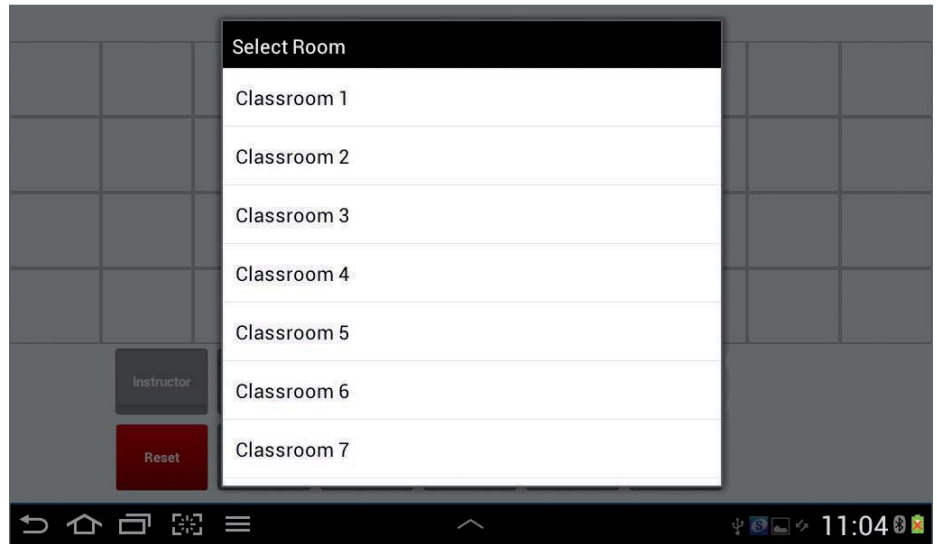 Select Room
Classroom 1
Classroom 2
Classroom 3
Classroom 4
Classroom 5
Classroom 6
Instructor
Classroom 7
Reset
11:04